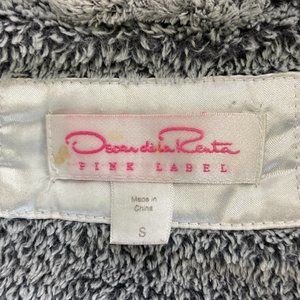 Oscar de la Renta
PINK LABEL
Made in
China
S